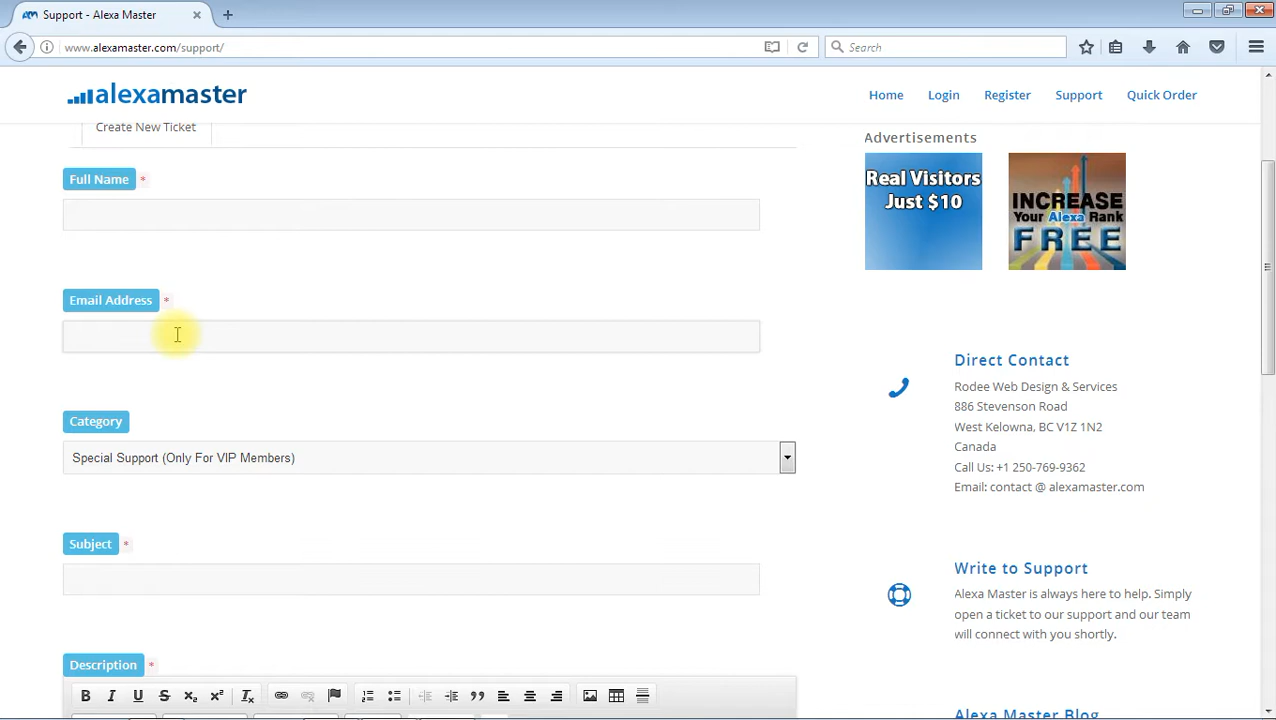 Support - Alexa Master
www.alexamaster.com/support/
Search
alexamaster
Home
Login
Register
Support
Quick Order
Create New Ticket
Full Name *
Email Address *
Category
Special Support (Only For VIP Members)
Subject *
Description *
B I U S x₂ x² Tx
Advertisements
Real Visitors
Just $10
INCREASE
Your Alexa Rank
FREE
Direct Contact
Rodee Web Design & Services
886 Stevenson Road
West Kelowna, BC V1Z 1N2
Canada
Call Us: +1 250-769-9362
Email: contact @ alexamaster.com
Write to Support
Alexa Master is always here to help. Simply
open a ticket to our support and our team
will connect with you shortly.
Alexa Master Blog